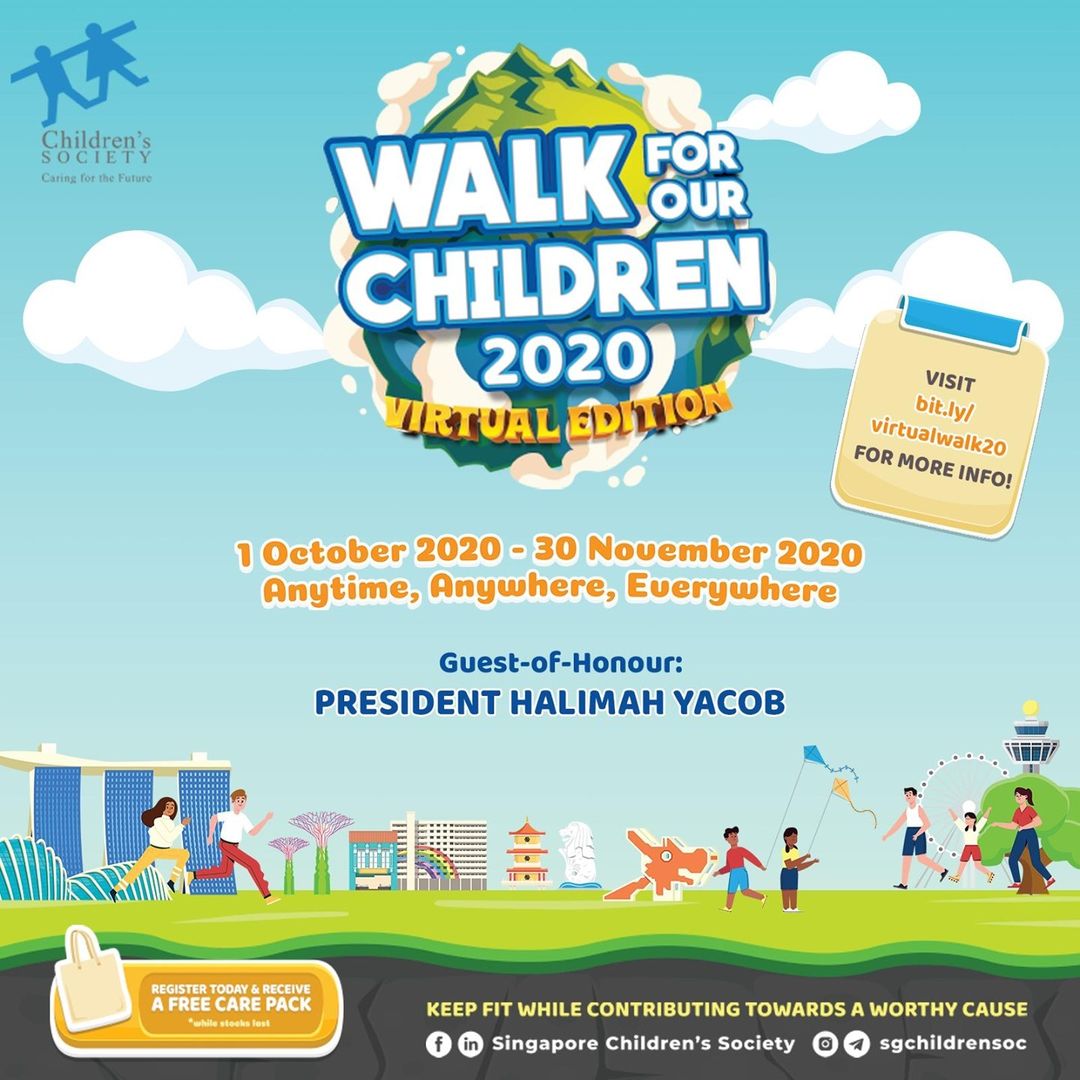 Children's
SOCIETY
Caring for the Future
WALK FOR OUR
CHILDREN
2020
VIRTUAL EDITION
VISIT
bit.ly/
virtualwalk20
FOR MORE INFO!
1 October 2020 - 30 November 2020
Anytime, Anywhere, Everywhere
Guest-of-Honour:
PRESIDENT HALIMAH YACOB
REGISTER TODAY & RECEIVE
A FREE CARE PACK
*while stocks last
KEEP FIT WHILE CONTRIBUTING TOWARDS A WORTHY CAUSE
f in Singapore Children's Society sgchildrensoc